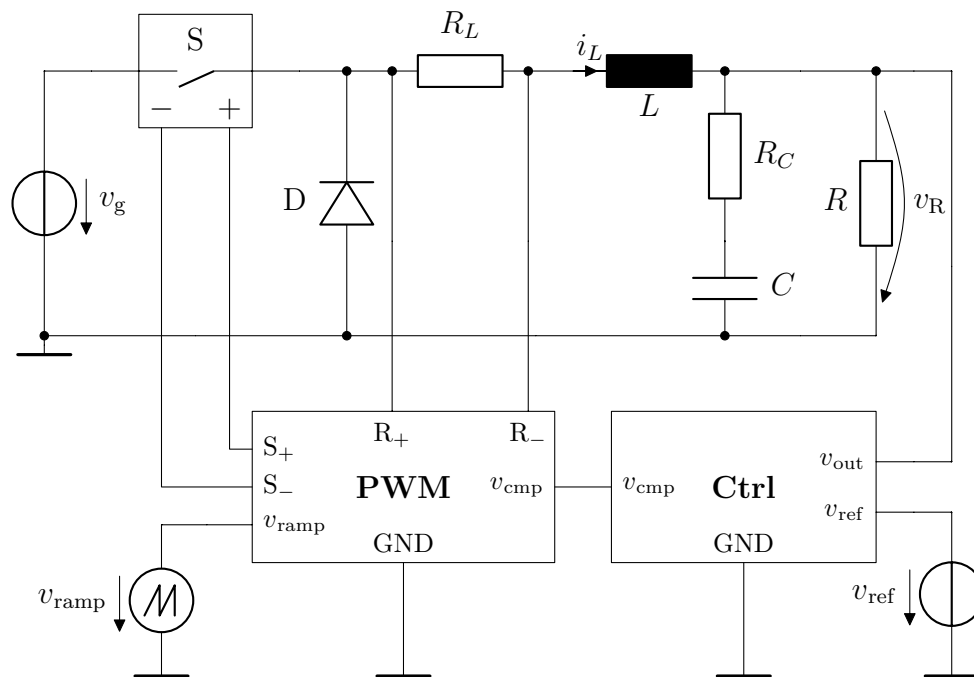 S
R_L
i_L
− +
L
R_C
v_g
D
R
v_R
C
R_+
R_−
S_+
v_out
S_−
PWM
v_cmp
v_cmp
Ctrl
v_ramp
v_ref
GND
GND
v_ramp
v_ref